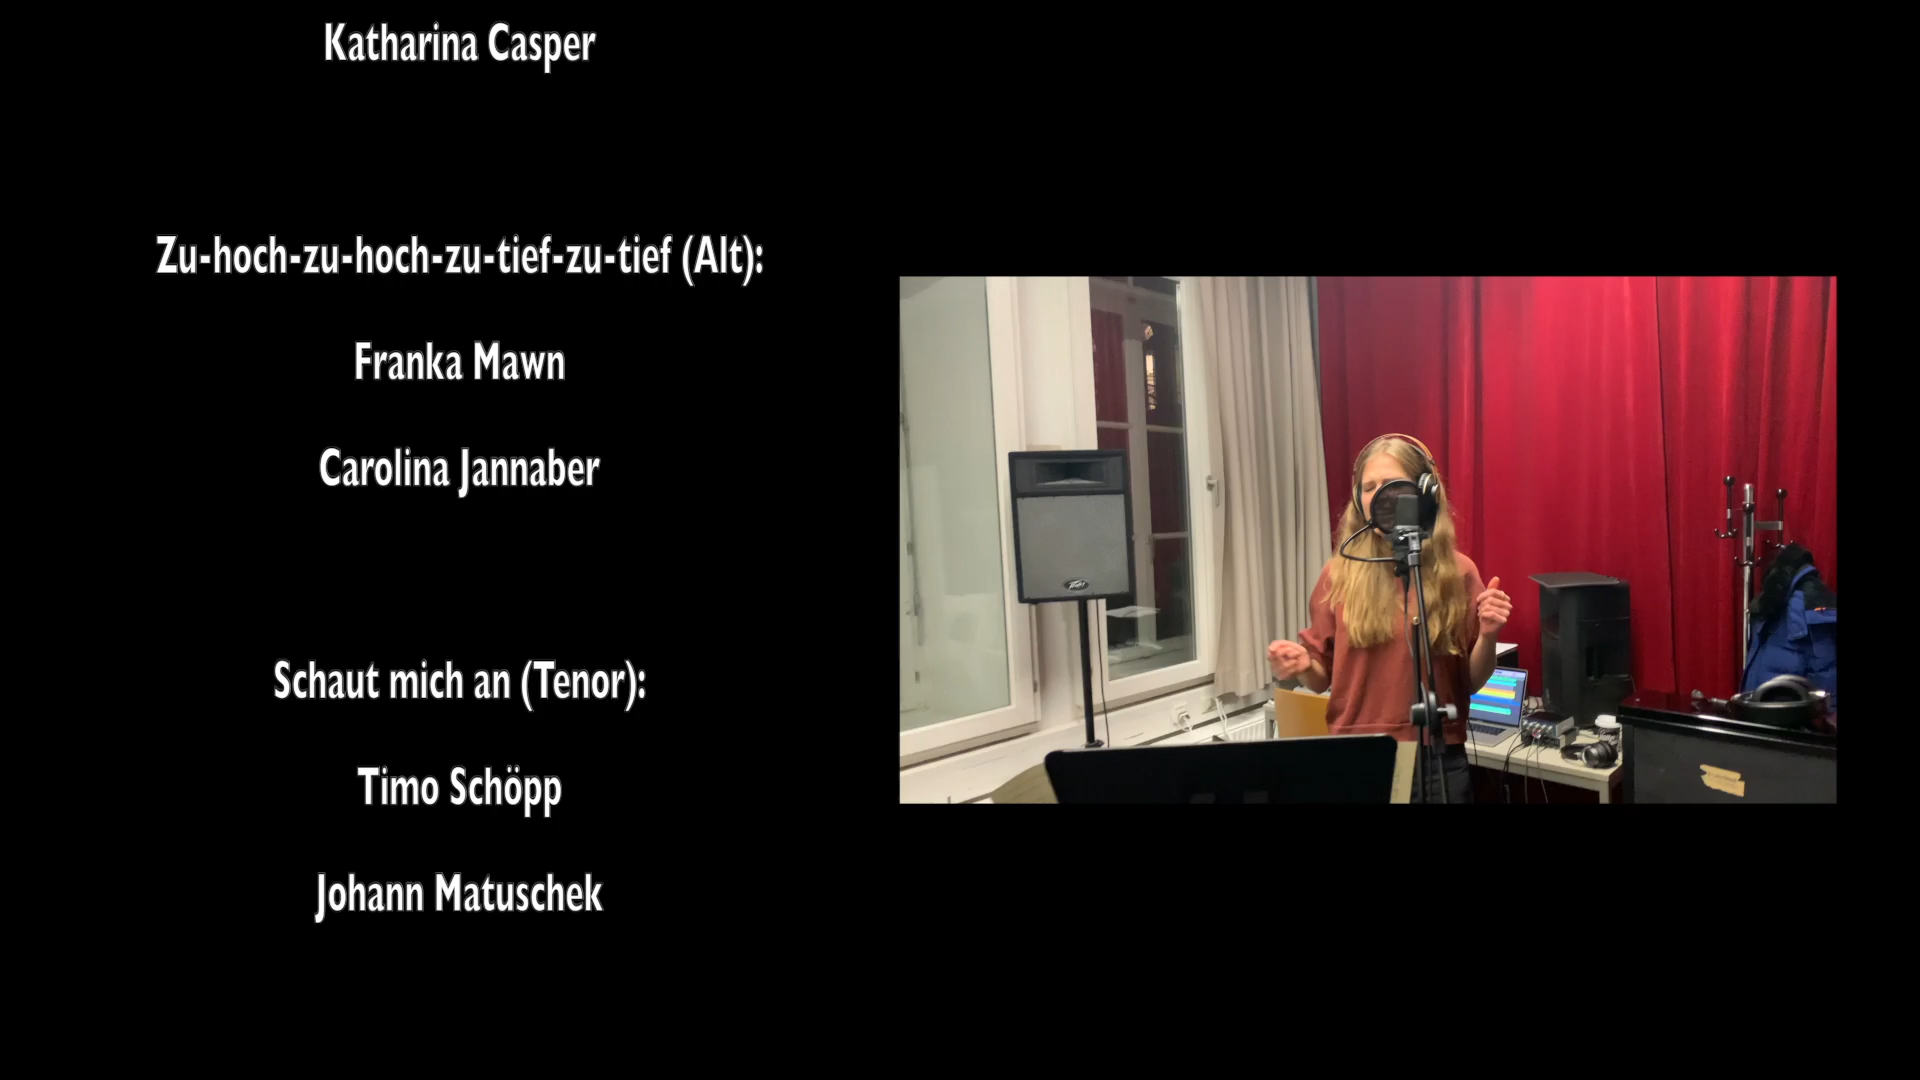 Katharina Casper
Zu-hoch-zu-hoch-zu-tief-zu-tief (Alt):
Franka Mawn
Carolina Jannaber
Schaut mich an (Tenor):
Timo Schöpp
Johann Matuschek